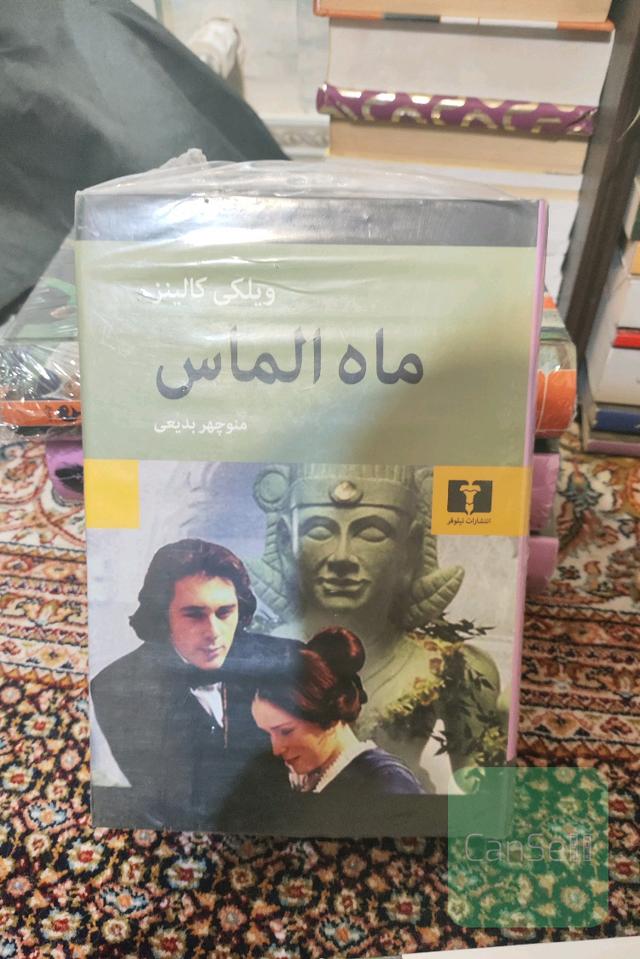 ویلکی کالینز
ماه الماس
منوچهر بدیعی
انتشارات نیلوفر
CanSell